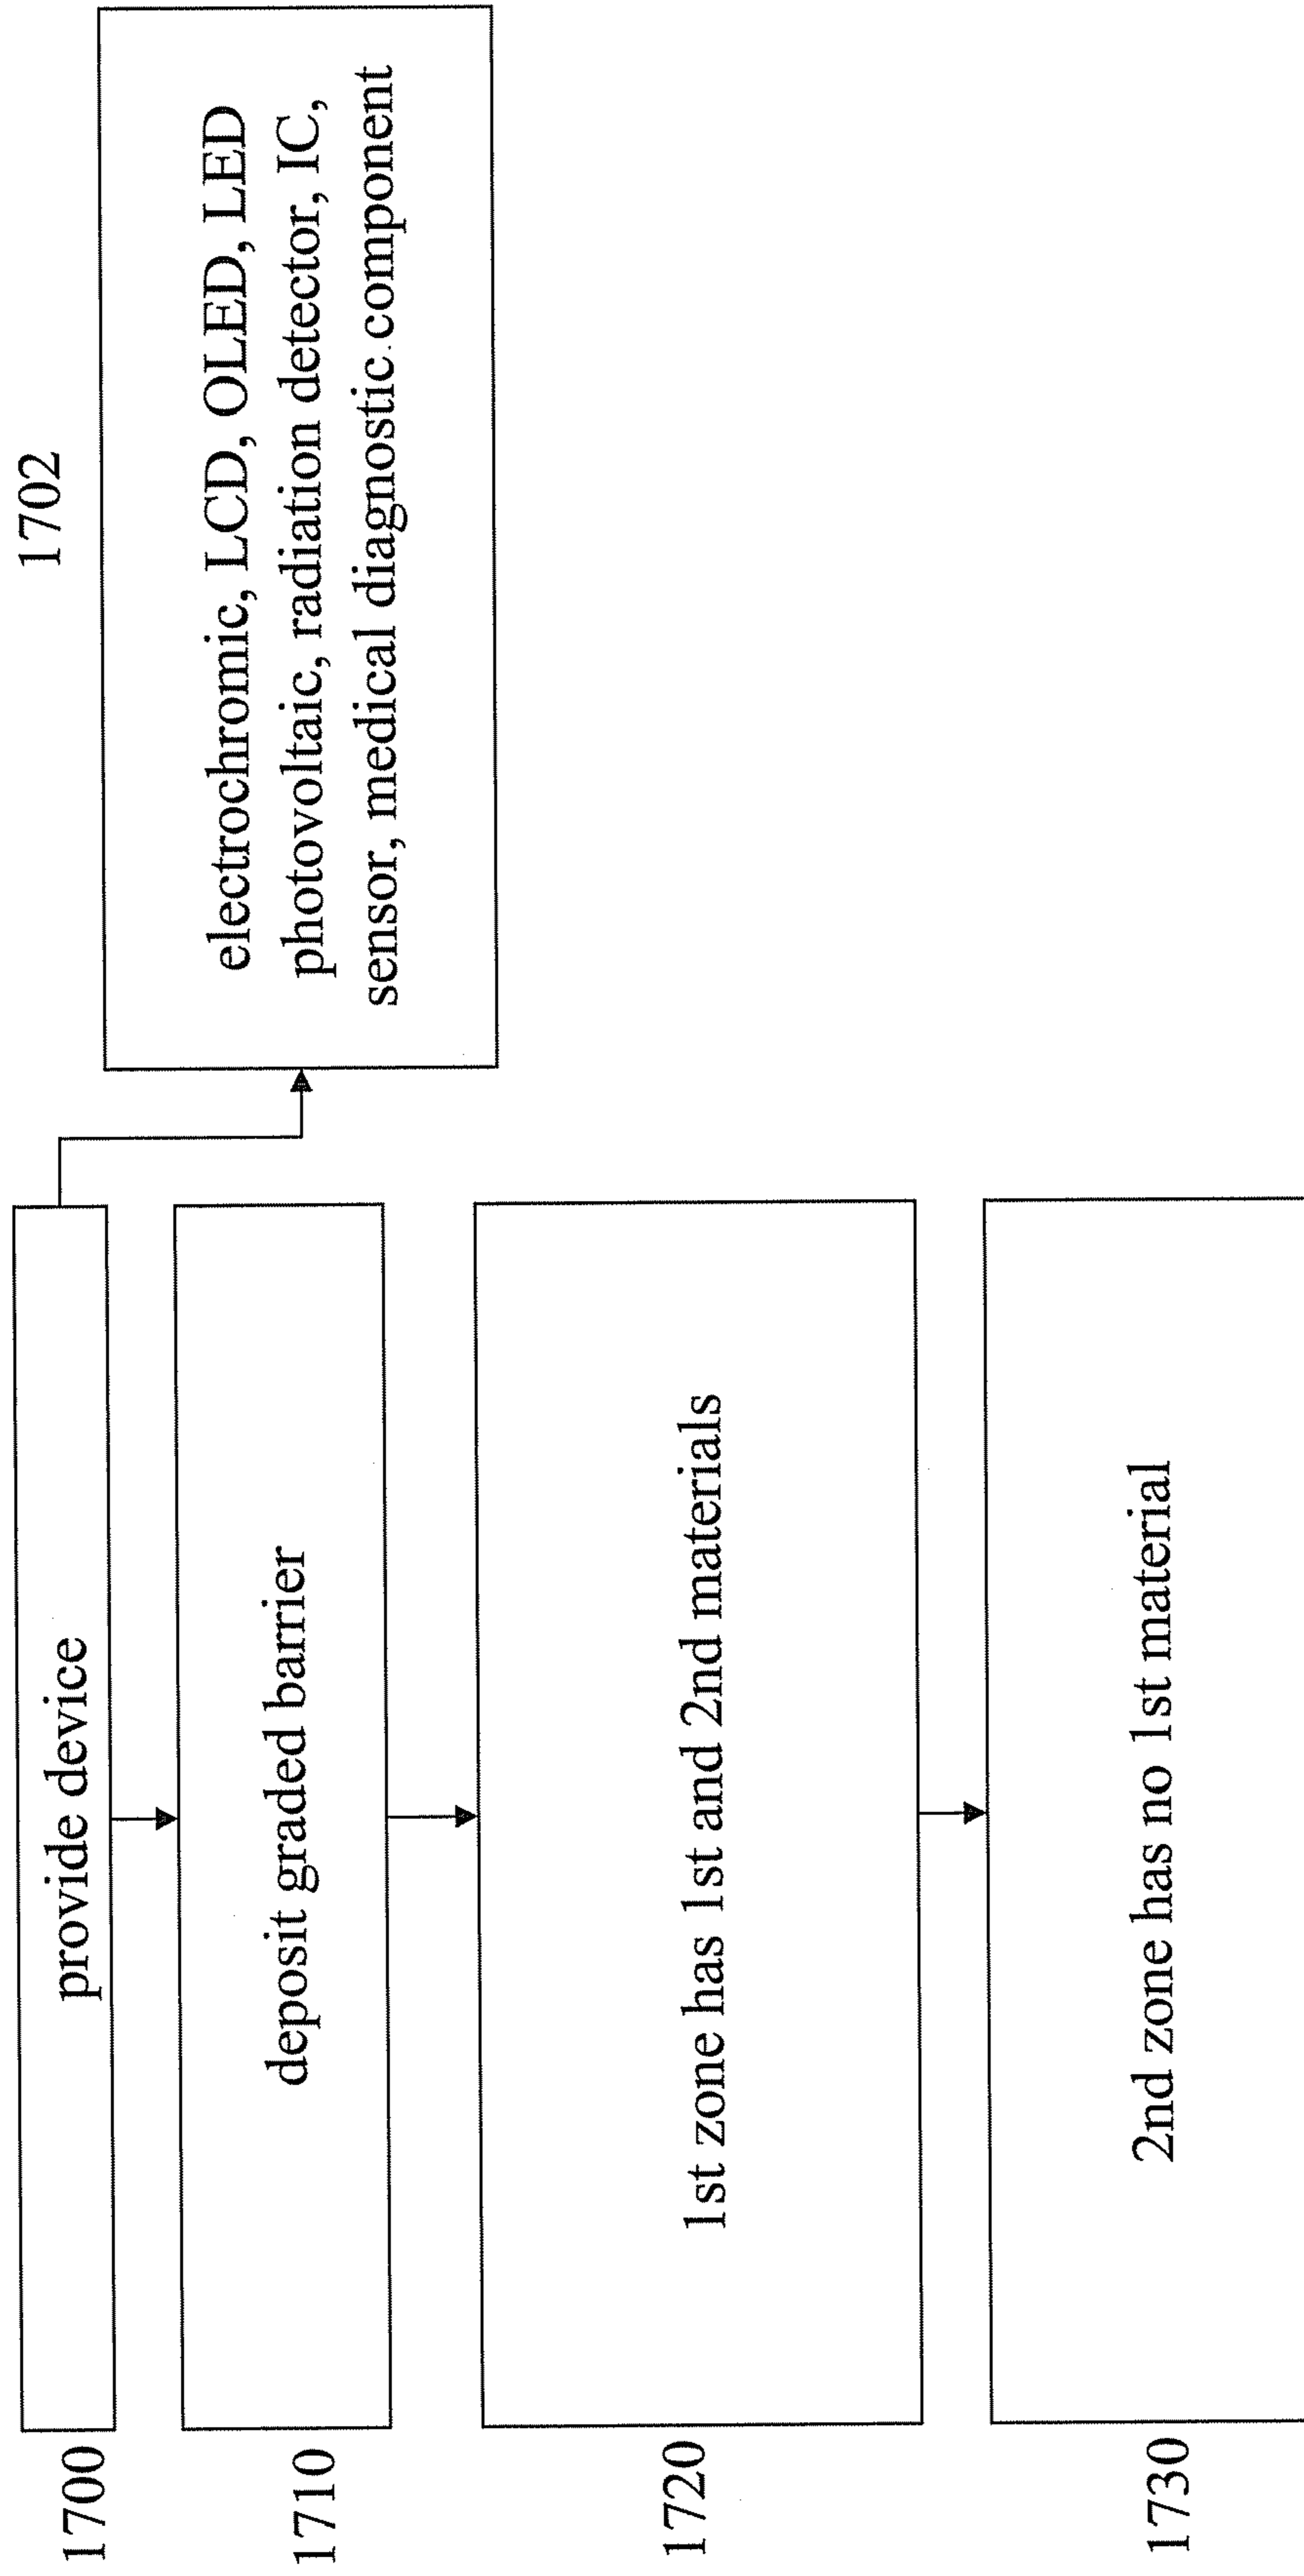 1702
1700
provide device
electrochromic, LCD, OLED, LED
photovoltaic, radiation detector, IC,
sensor, medical diagnostic component
1710
deposit graded barrier
1720
1st zone has 1st and 2nd materials
1730
2nd zone has no 1st material